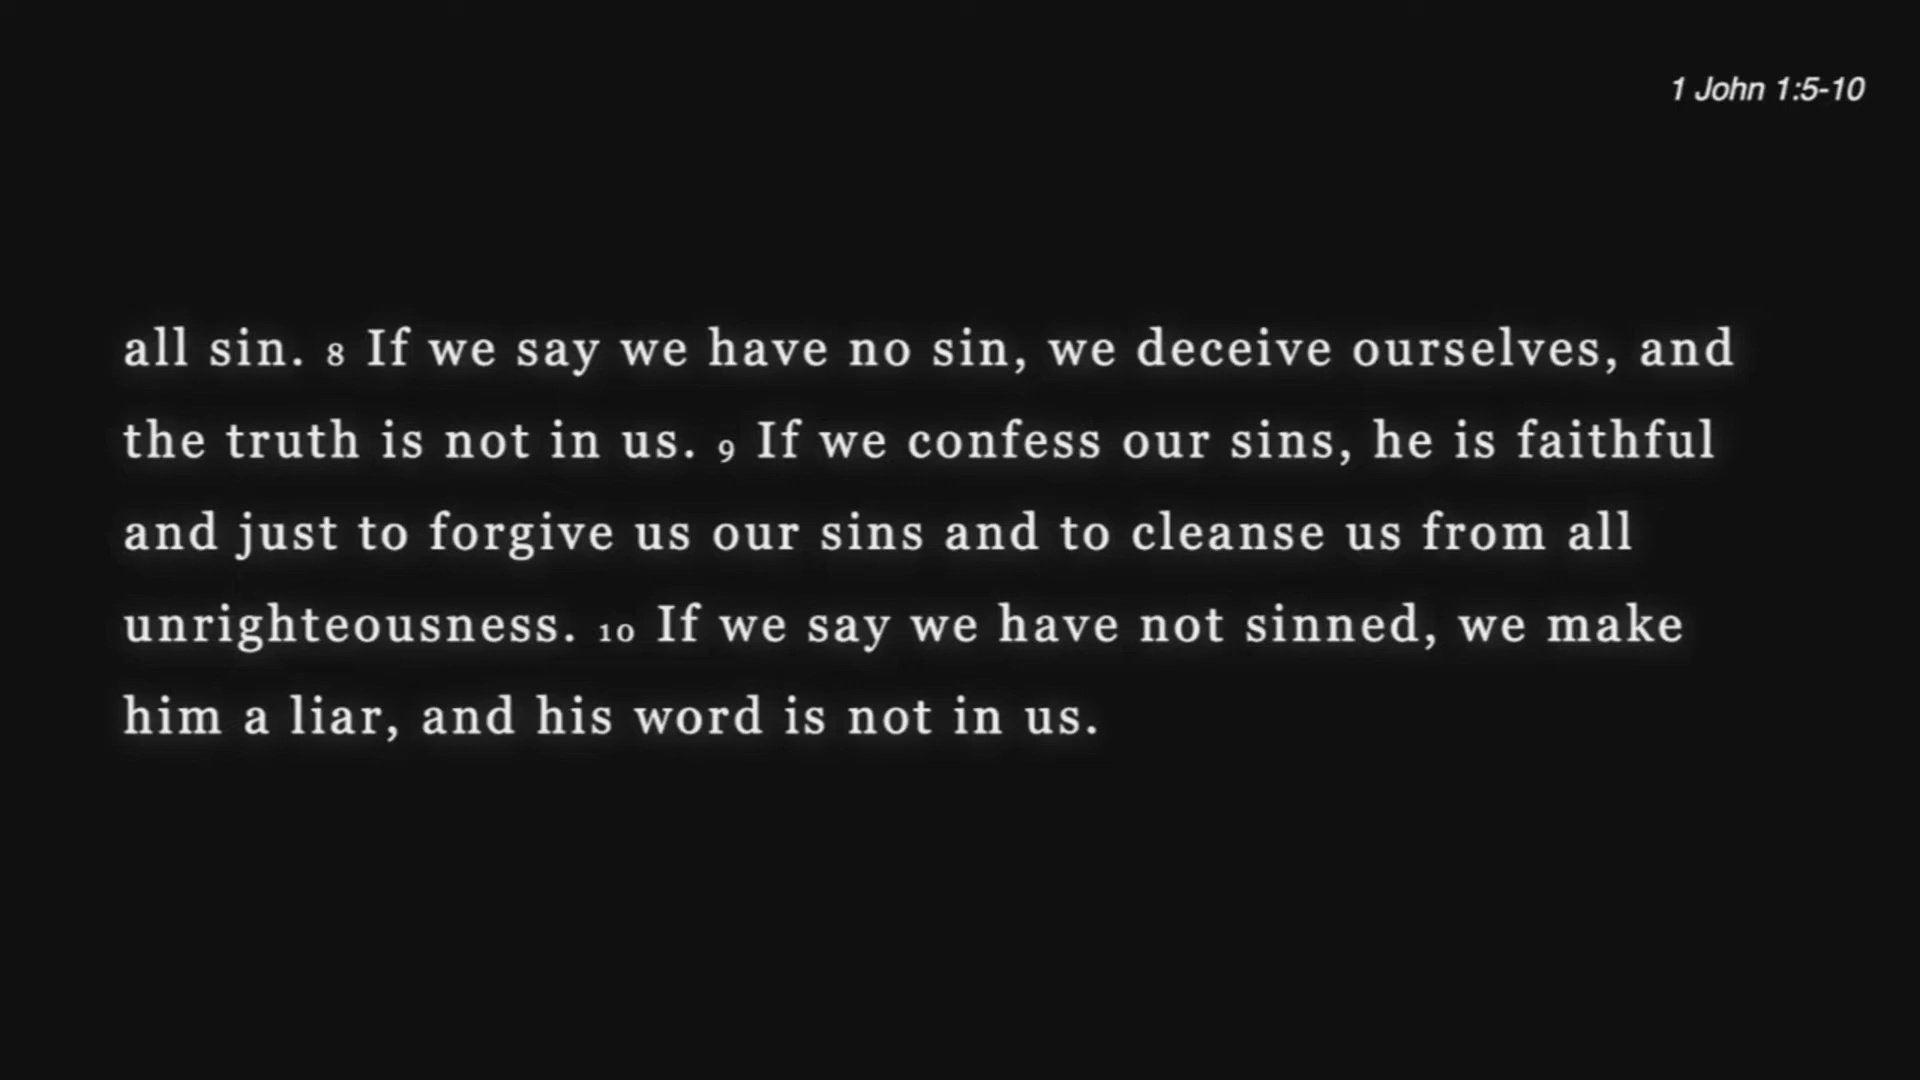 1 John 1:5-10
all sin. 8 If we say we have no sin, we deceive ourselves, and
the truth is not in us. 9 If we confess our sins, he is faithful
and just to forgive us our sins and to cleanse us from all
unrighteousness. 10 If we say we have not sinned, we make
him a liar, and his word is not in us.